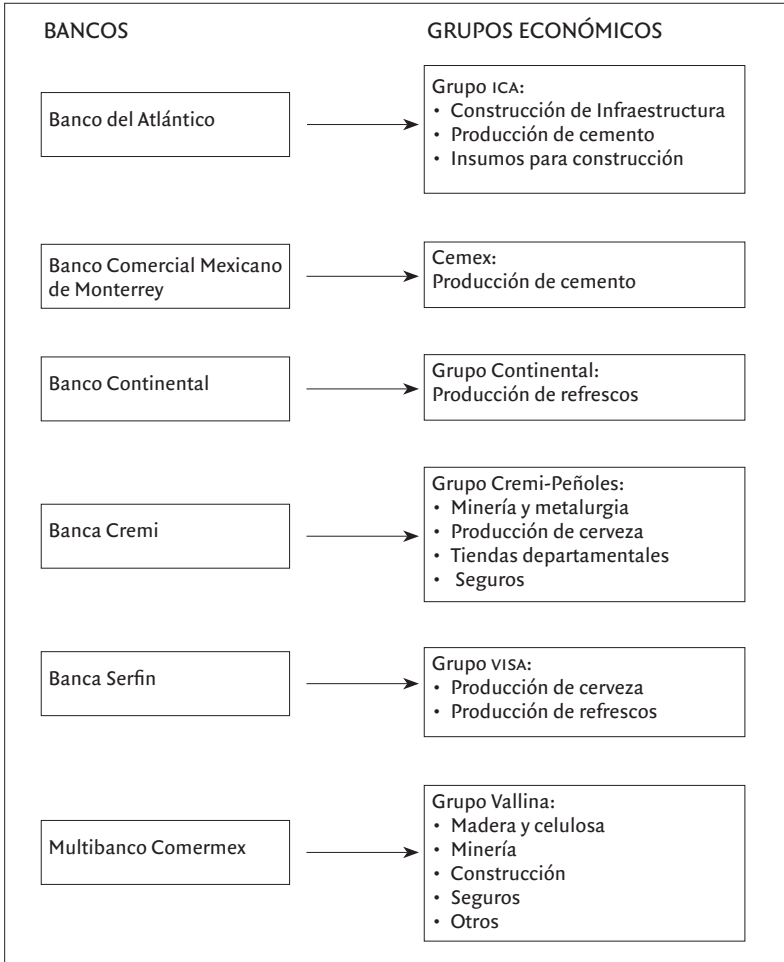 BANCOS
GRUPOS ECONÓMICOS
Banco del Atlántico
Grupo ICA:
• Construcción de Infraestructura
• Producción de cemento
• Insumos para construcción
Banco Comercial Mexicano
de Monterrey
Cemex:
Producción de cemento
Banco Continental
Grupo Continental:
Producción de refrescos
Banca Cremi
Grupo Cremi-Peñoles:
• Minería y metalurgia
• Producción de cerveza
• Tiendas departamentales
• Seguros
Banca Serfin
Grupo VISA:
• Producción de cerveza
• Producción de refrescos
Multibanco Comermex
Grupo Vallina:
• Madera y celulosa
• Minería
• Construcción
• Seguros
• Otros